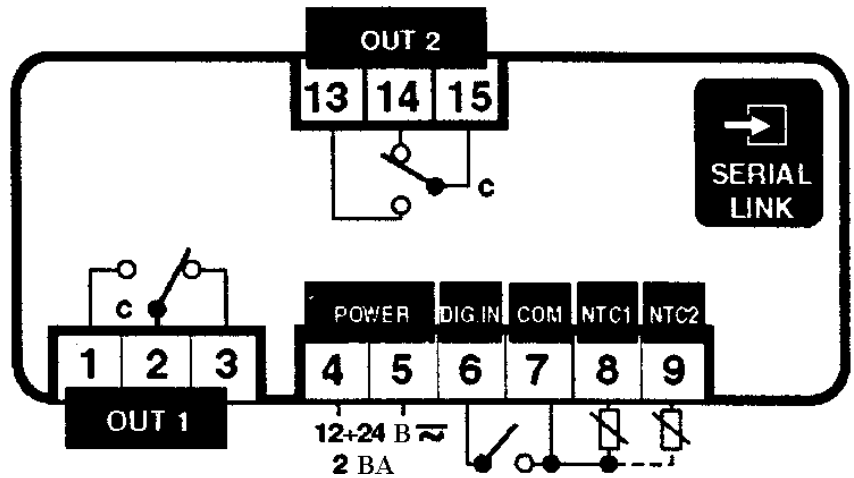 OUT 2
13 14 15
C
SERIAL
LINK
C
POWER DIG.IN COM NTC1 NTC2
1 2 3
4 5 6 7 8 9
OUT 1
12÷24 В
2 ВА